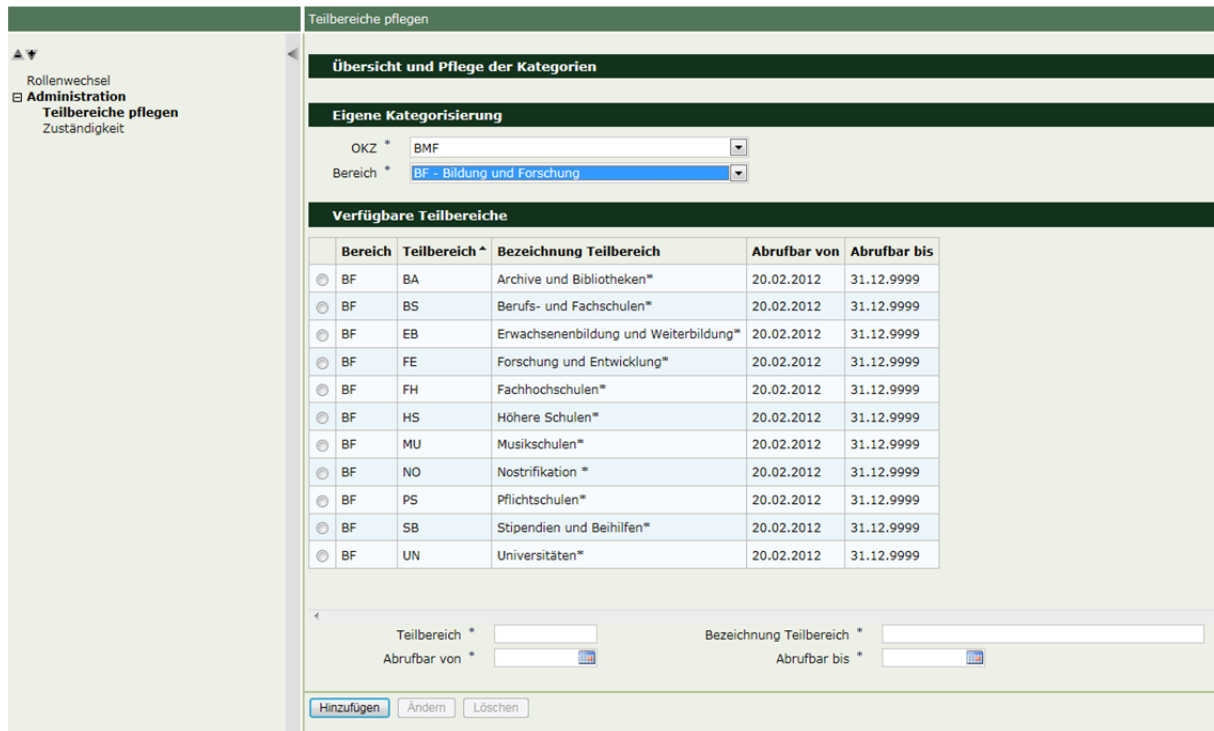 Teilbereiche pflegen
Rollenwechsel
Administration
Teilbereiche pflegen
Zuständigkeit
Übersicht und Pflege der Kategorien
Eigene Kategorisierung
OKZ * BMF
Bereich * BF - Bildung und Forschung
Verfügbare Teilbereiche
Bereich Teilbereich Bezeichnung Teilbereich Abrufbar von Abrufbar bis
BF BA Archive und Bibliotheken* 20.02.2012 31.12.9999
BF BS Berufs- und Fachschulen* 20.02.2012 31.12.9999
BF EB Erwachsenenbildung und Weiterbildung* 20.02.2012 31.12.9999
BF FE Forschung und Entwicklung* 20.02.2012 31.12.9999
BF FH Fachhochschulen* 20.02.2012 31.12.9999
BF HS Höhere Schulen* 20.02.2012 31.12.9999
BF MU Musikschulen* 20.02.2012 31.12.9999
BF NO Nostrifikation * 20.02.2012 31.12.9999
BF PS Pflichtschulen* 20.02.2012 31.12.9999
BF SB Stipendien und Beihilfen* 20.02.2012 31.12.9999
BF UN Universitäten* 20.02.2012 31.12.9999
Teilbereich * Bezeichnung Teilbereich *
Abrufbar von * Abrufbar bis *
Hinzufügen Ändern Löschen